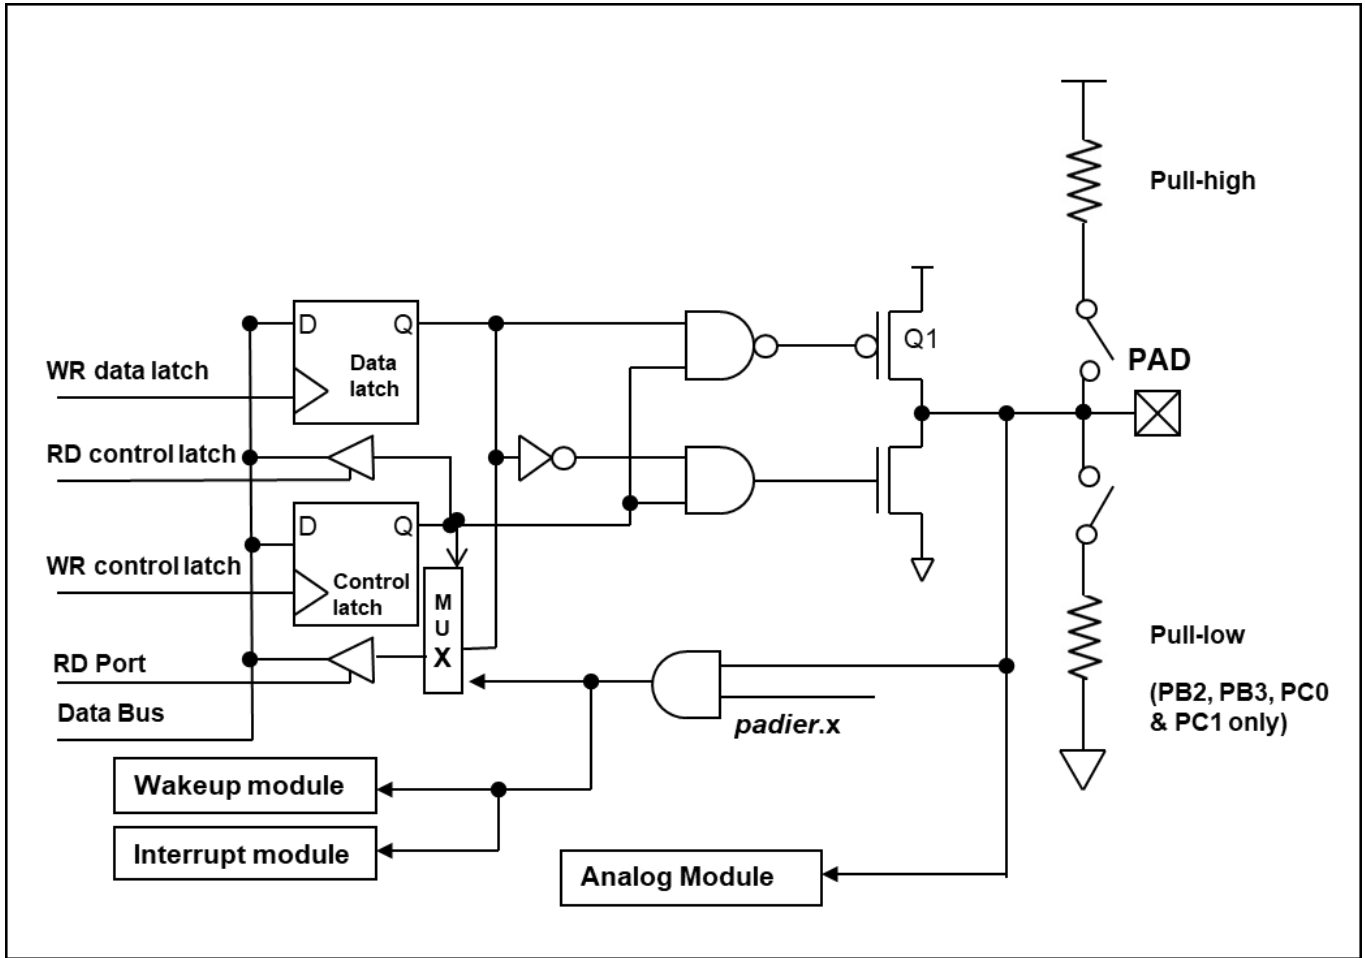 Pull-high
D
Q
Data
latch
Q1
WR data latch
PAD
RD control latch
D
Q
WR control latch
Control
latch
M
U
X
RD Port
Pull-low
(PB2, PB3, PC0
& PC1 only)
Data Bus
padier.x
Wakeup module
Interrupt module
Analog Module